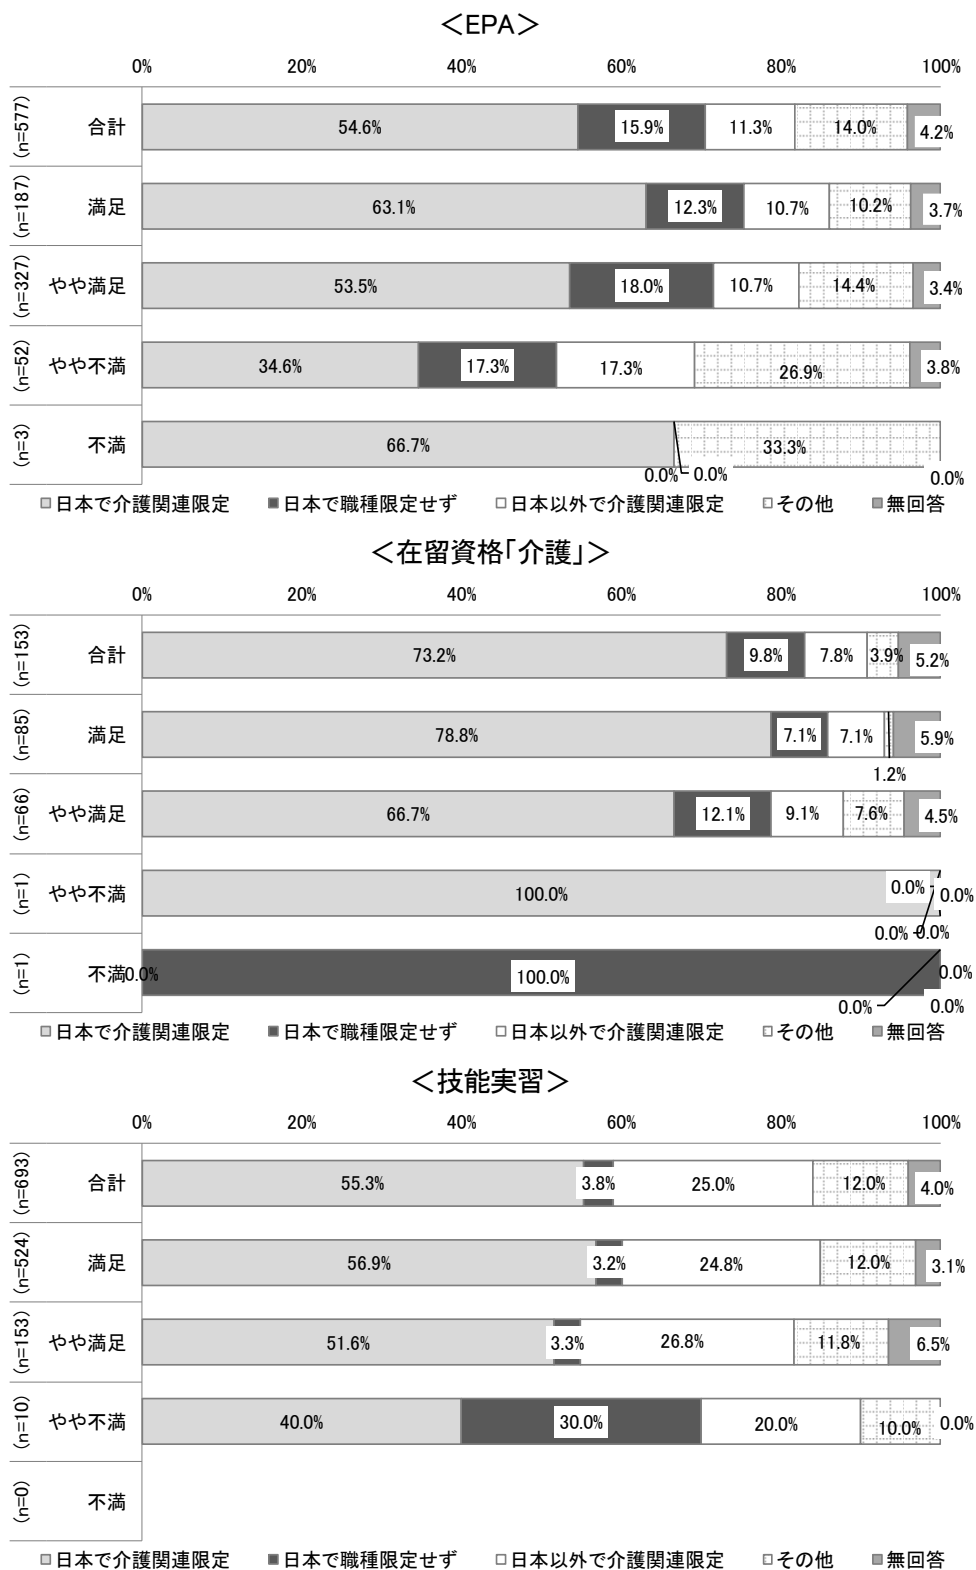 ＜EPA＞
0% 20% 40% 60% 80% 100%
(n=577) 合計 54.6% 15.9% 11.3% 14.0% 4.2%
(n=187) 満足 63.1% 12.3% 10.7% 10.2% 3.7%
(n=327) やや満足 53.5% 18.0% 10.7% 14.4% 3.4%
(n=52) やや不満 34.6% 17.3% 17.3% 26.9% 3.8%
(n=3) 不満 66.7% 33.3%
0.0% 0.0% 0.0%
日本で介護関連限定 日本で職種限定せず 日本以外で介護関連限定 その他 無回答
＜在留資格「介護」＞
0% 20% 40% 60% 80% 100%
(n=153) 合計 73.2% 9.8% 7.8% 3.9% 5.2%
(n=85) 満足 78.8% 7.1% 7.1% 5.9%
1.2%
(n=66) やや満足 66.7% 12.1% 9.1% 7.6% 4.5%
(n=1) やや不満 100.0% 0.0% 0.0%
0.0% 0.0%
(n=1) 不満 0.0% 100.0% 0.0%
0.0% 0.0%
日本で介護関連限定 日本で職種限定せず 日本以外で介護関連限定 その他 無回答
＜技能実習＞
0% 20% 40% 60% 80% 100%
(n=693) 合計 55.3% 3.8% 25.0% 12.0% 4.0%
(n=524) 満足 56.9% 3.2% 24.8% 12.0% 3.1%
(n=153) やや満足 51.6% 3.3% 26.8% 11.8% 6.5%
(n=10) やや不満 40.0% 30.0% 20.0% 10.0% 0.0%
(n=0) 不満
日本で介護関連限定 日本で職種限定せず 日本以外で介護関連限定 その他 無回答